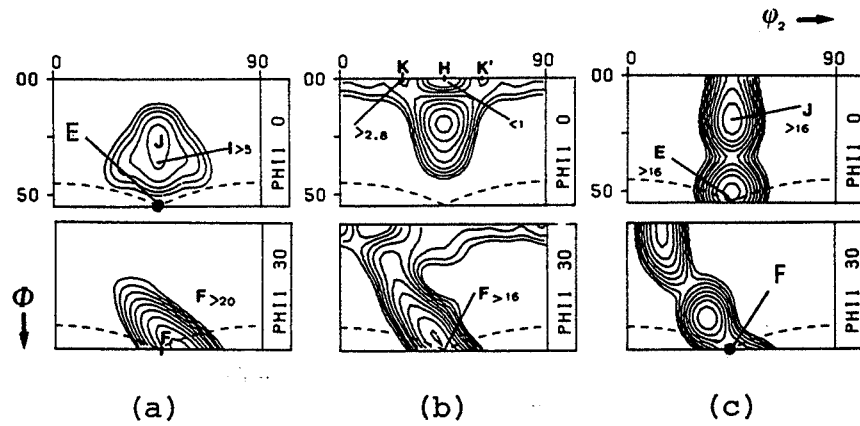 φ₂
0 90 0 90 0 90
00 00 00
K H K'
E J I>5 PHI1 0
>2.8 <1 PHI1 0
J >16 E >16 PHI1 0
50 50 50
Φ
F>20 F PHI1 30
F>16 PHI1 30
F PHI1 30
(a) (b) (c)